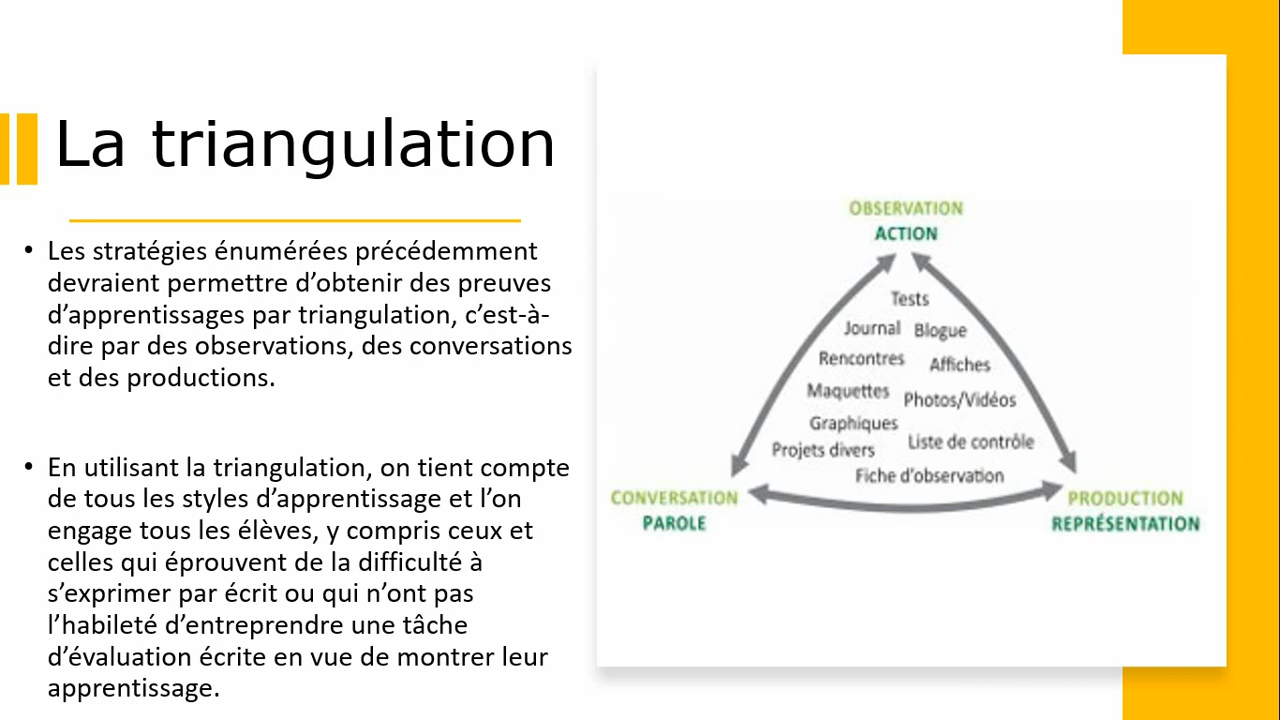 La triangulation
• Les stratégies énumérées précédemment
devraient permettre d’obtenir des preuves
d’apprentissages par triangulation, c’est-à-
dire par des observations, des conversations
et des productions.
• En utilisant la triangulation, on tient compte
de tous les styles d’apprentissage et l’on
engage tous les élèves, y compris ceux et
celles qui éprouvent de la difficulté à
s’exprimer par écrit ou qui n’ont pas
l’habileté d’entreprendre une tâche
d’évaluation écrite en vue de montrer leur
apprentissage.
OBSERVATION
ACTION
Tests
Journal Blogue
Rencontres Affiches
Maquettes Photos/Vidéos
Graphiques Liste de contrôle
Projets divers
Fiche d’observation
CONVERSATION
PAROLE
PRODUCTION
REPRÉSENTATION